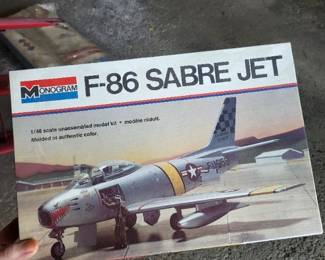 MONOGRAM
F-86 SABRE JET
1/48 scale unassembled model kit • modèle réduit.
Molded in authentic color.